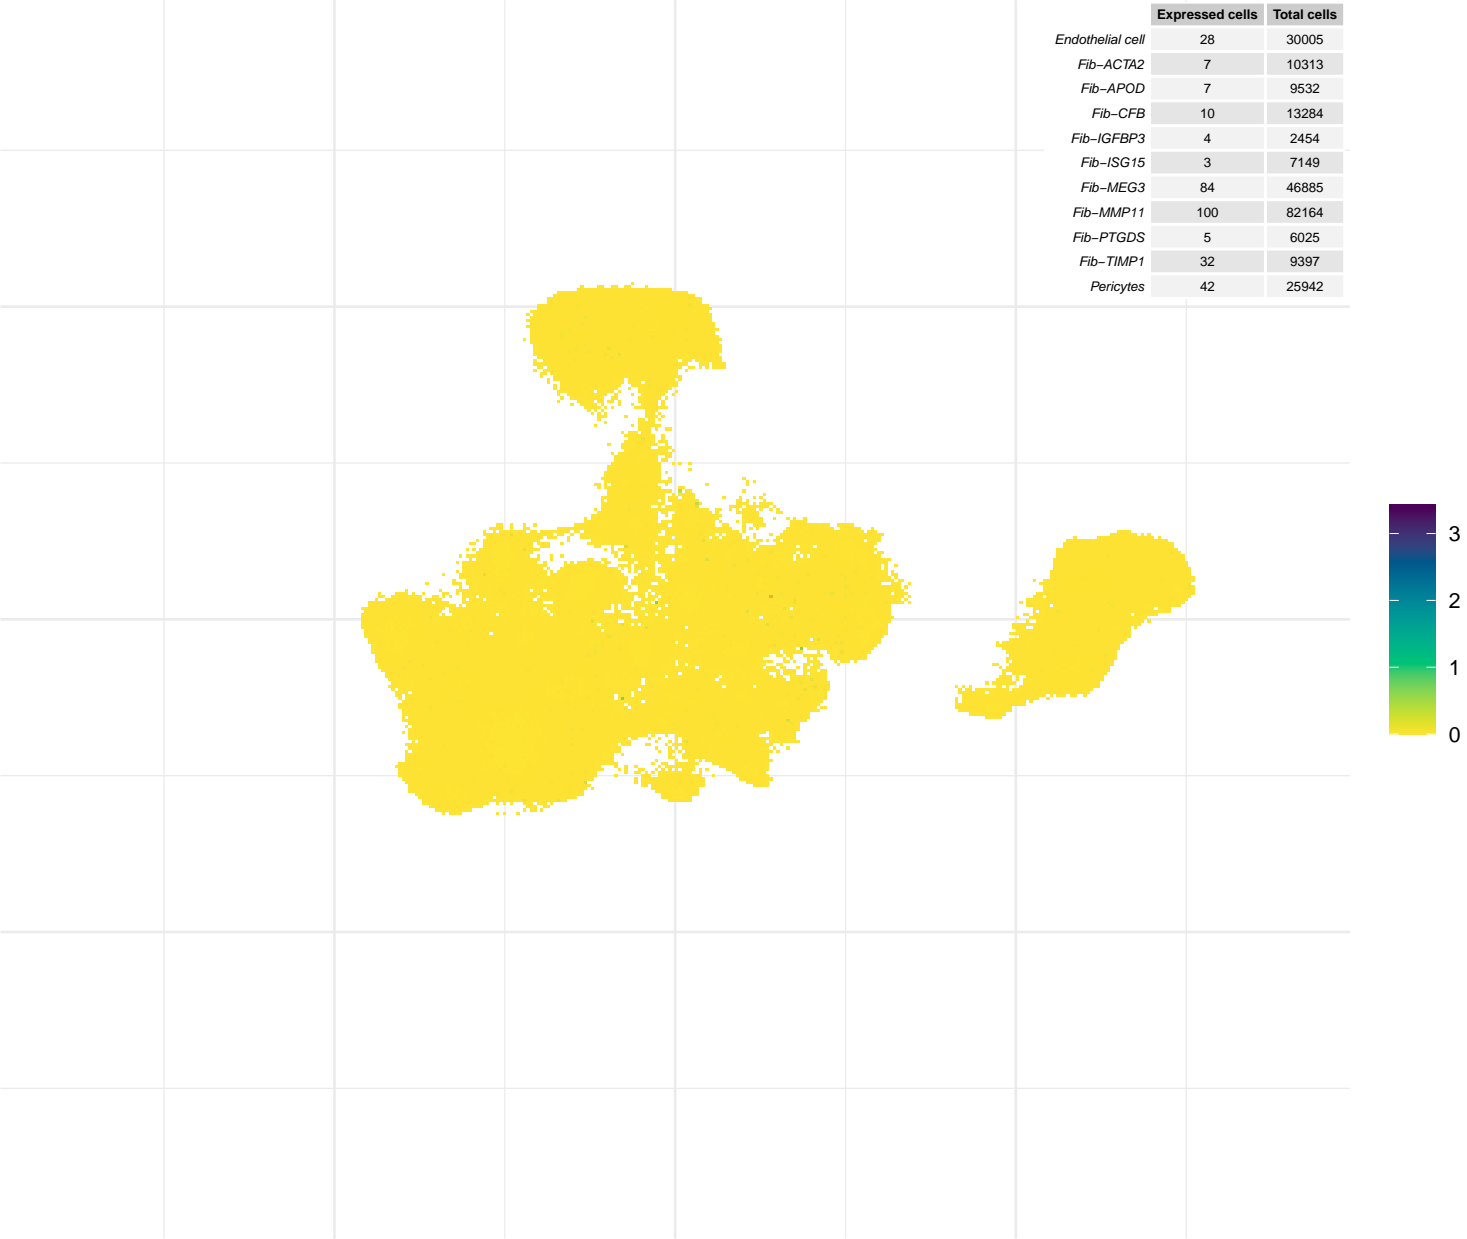 Expressed cells Total cells
Endothelial cell 28 30005
Fib−ACTA2 7 10313
Fib−APOD 7 9532
Fib−CFB 10 13284
Fib−IGFBP3 4 2454
Fib−ISG15 3 7149
Fib−MEG3 84 46885
Fib−MMP11 100 82164
Fib−PTGDS 5 6025
Fib−TIMP1 32 9397
Pericytes 42 25942
3
2
1
0